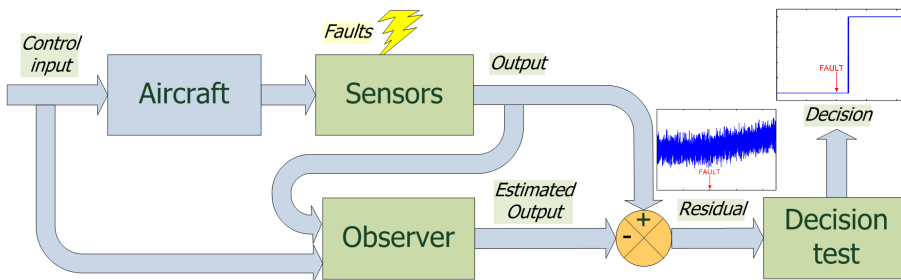 Control
input
Aircraft
Faults
Sensors
Output
FAULT
Decision
FAULT
Observer
Estimated
Output
+
-
Residual
Decision
test